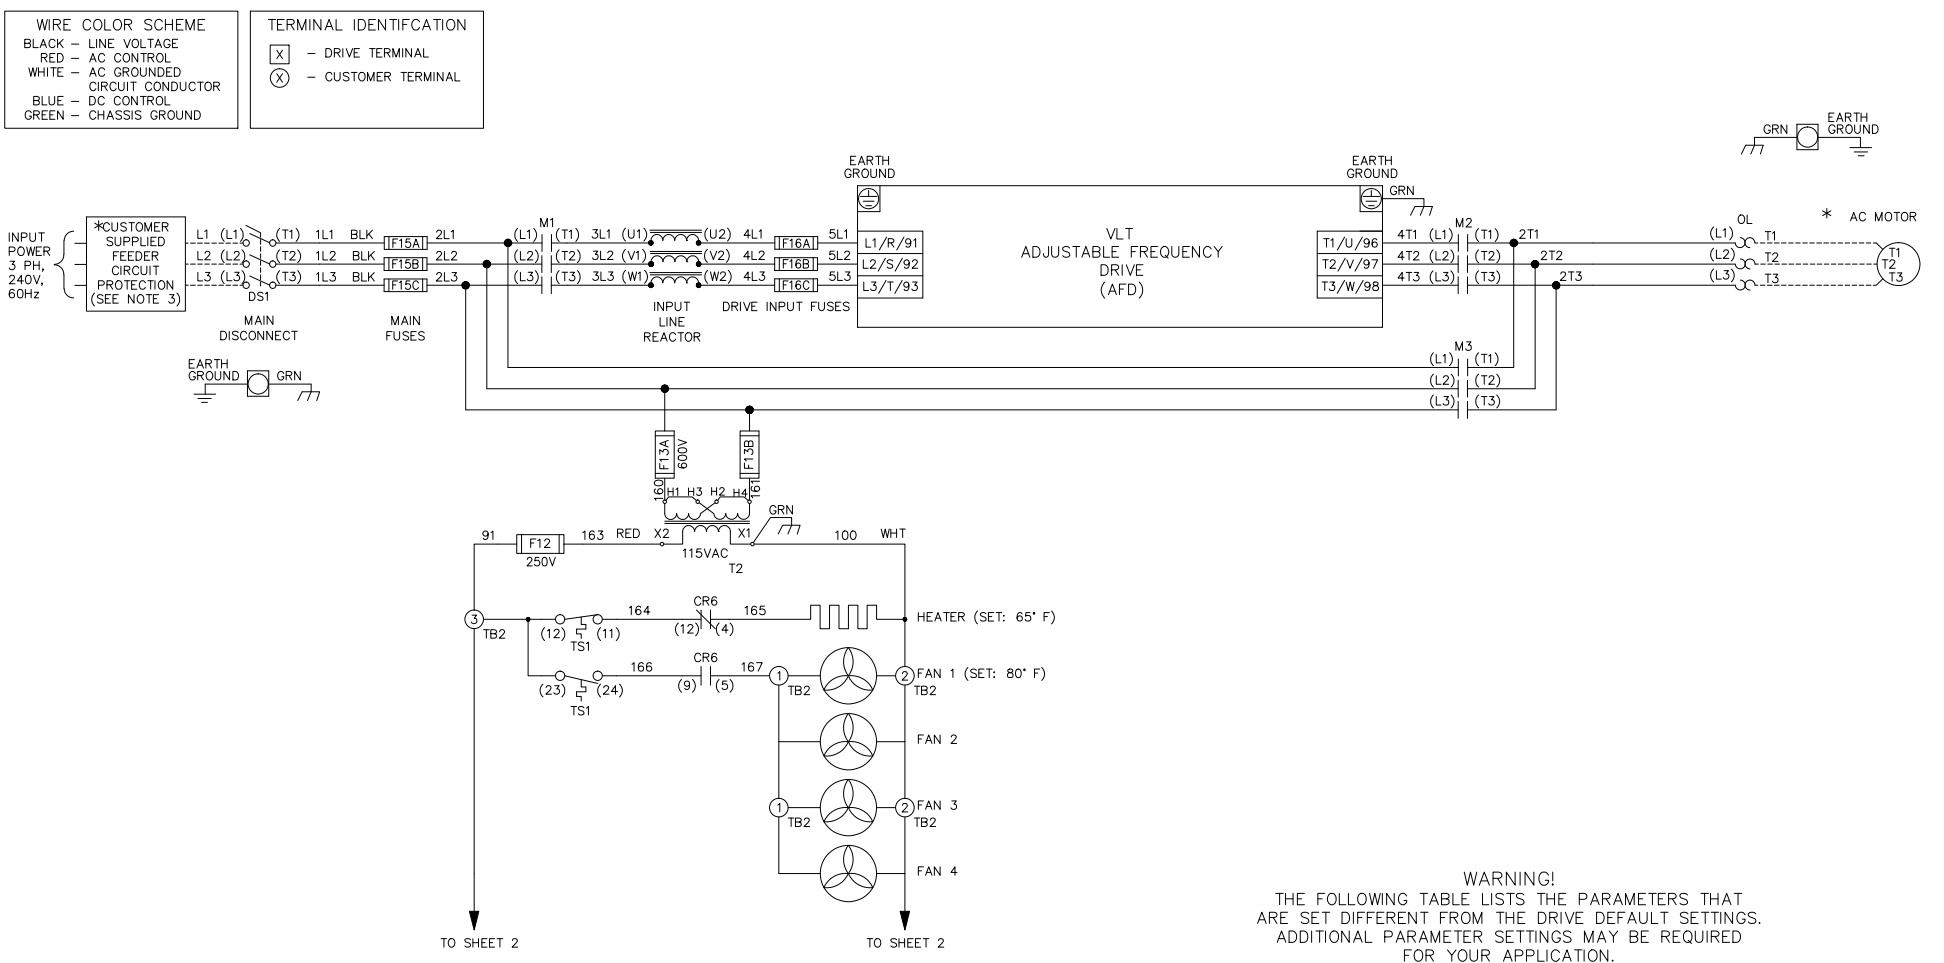 WIRE COLOR SCHEME
BLACK – LINE VOLTAGE
RED – AC CONTROL
WHITE – AC GROUNDED
CIRCUIT CONDUCTOR
BLUE – DC CONTROL
GREEN – CHASSIS GROUND
TERMINAL IDENTIFCATION
X – DRIVE TERMINAL
X – CUSTOMER TERMINAL
GRN
EARTH
GROUND
INPUT
POWER
3 PH,
240V,
60Hz
*CUSTOMER
SUPPLIED
FEEDER
CIRCUIT
PROTECTION
(SEE NOTE 3)
L1 (L1) (T1) 1L1 BLK F15A 2L1
L2 (L2) (T2) 1L2 BLK F15B 2L2
L3 (L3) (T3) 1L3 BLK F15C 2L3
DS1
MAIN
DISCONNECT
MAIN
FUSES
EARTH
GROUND
GRN
M1
(L1) (T1) 3L1 (U1) (U2) 4L1 F16A 5L1
(L2) (T2) 3L2 (V1) (V2) 4L2 F16B 5L2
(L3) (T3) 3L3 (W1) (W2) 4L3 F16C 5L3
INPUT
LINE
REACTOR
DRIVE INPUT FUSES
EARTH
GROUND
L1/R/91
L2/S/92
L3/T/93
VLT
ADJUSTABLE FREQUENCY
DRIVE
(AFD)
EARTH
GROUND
GRN
T1/U/96
T2/V/97
T3/W/98
M2
4T1 (L1) (T1) 2T1
4T2 (L2) (T2) 2T2
4T3 (L3) (T3) 2T3
OL
(L1) T1
(L2) T2
(L3) T3
* AC MOTOR
T1
T2
T3
M3
(L1) (T1)
(L2) (T2)
(L3) (T3)
F13A
600V
F13B
160
161
H1 H3 H2 H4
GRN
91 F12 163 RED X2 X1 100 WHT
250V
115VAC
T2
3
TB2
(12) (11)
TS1
164
CR6
(12) (4)
165
HEATER (SET: 65° F)
(23) (24)
TS1
166
CR6
(9) (5)
167
1
TB2
2
TB2
FAN 1 (SET: 80° F)
FAN 2
1
TB2
2
TB2
FAN 3
FAN 4
TO SHEET 2
TO SHEET 2
WARNING!
THE FOLLOWING TABLE LISTS THE PARAMETERS THAT
ARE SET DIFFERENT FROM THE DRIVE DEFAULT SETTINGS.
ADDITIONAL PARAMETER SETTINGS MAY BE REQUIRED
FOR YOUR APPLICATION.